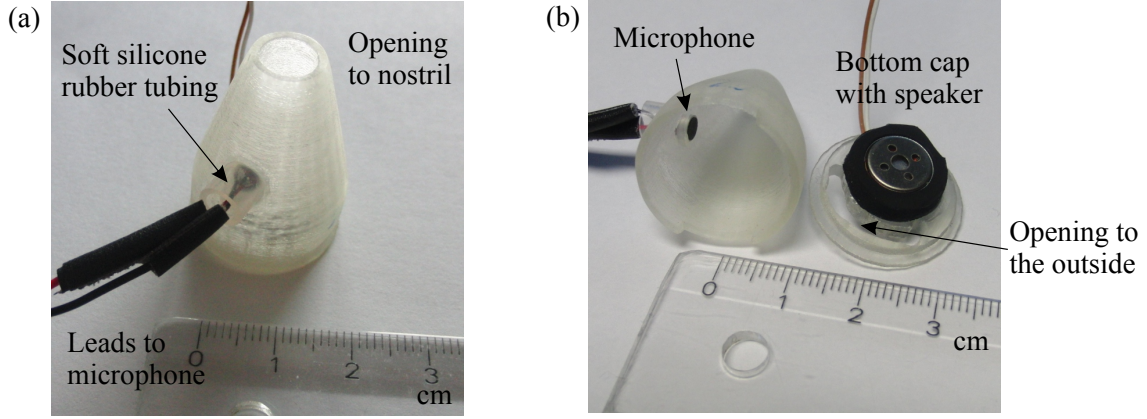 (a)
Soft silicone
rubber tubing
Opening
to nostril
Leads to
microphone
0 1 2 3
cm
(b)
Microphone
Bottom cap
with speaker
Opening to
the outside
0 1 2 3
cm